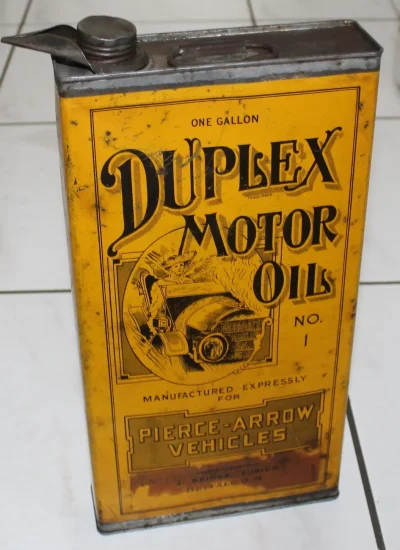 ONE GALLON
DUPLEX
MOTOR
OIL
NO.
1
MANUFACTURED EXPRESSLY
FOR
PIERCE-ARROW
VEHICLES